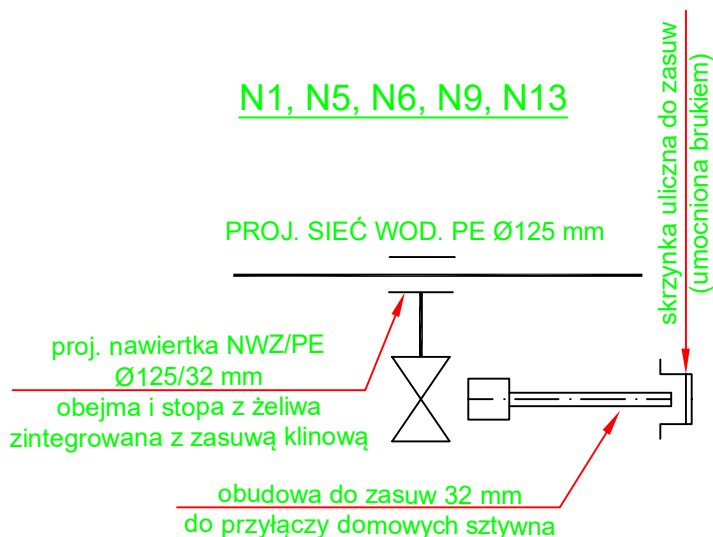 N1, N5, N6, N9, N13
PROJ. SIEĆ WOD. PE Ø125 mm
skrzynka uliczna do zasuw
(umocniona brukiem)
proj. nawiertka NWZ/PE
Ø125/32 mm
obejma i stopa z żeliwa
zintegrowana z zasuwą klinową
obudowa do zasuw 32 mm
do przyłączy domowych sztywna